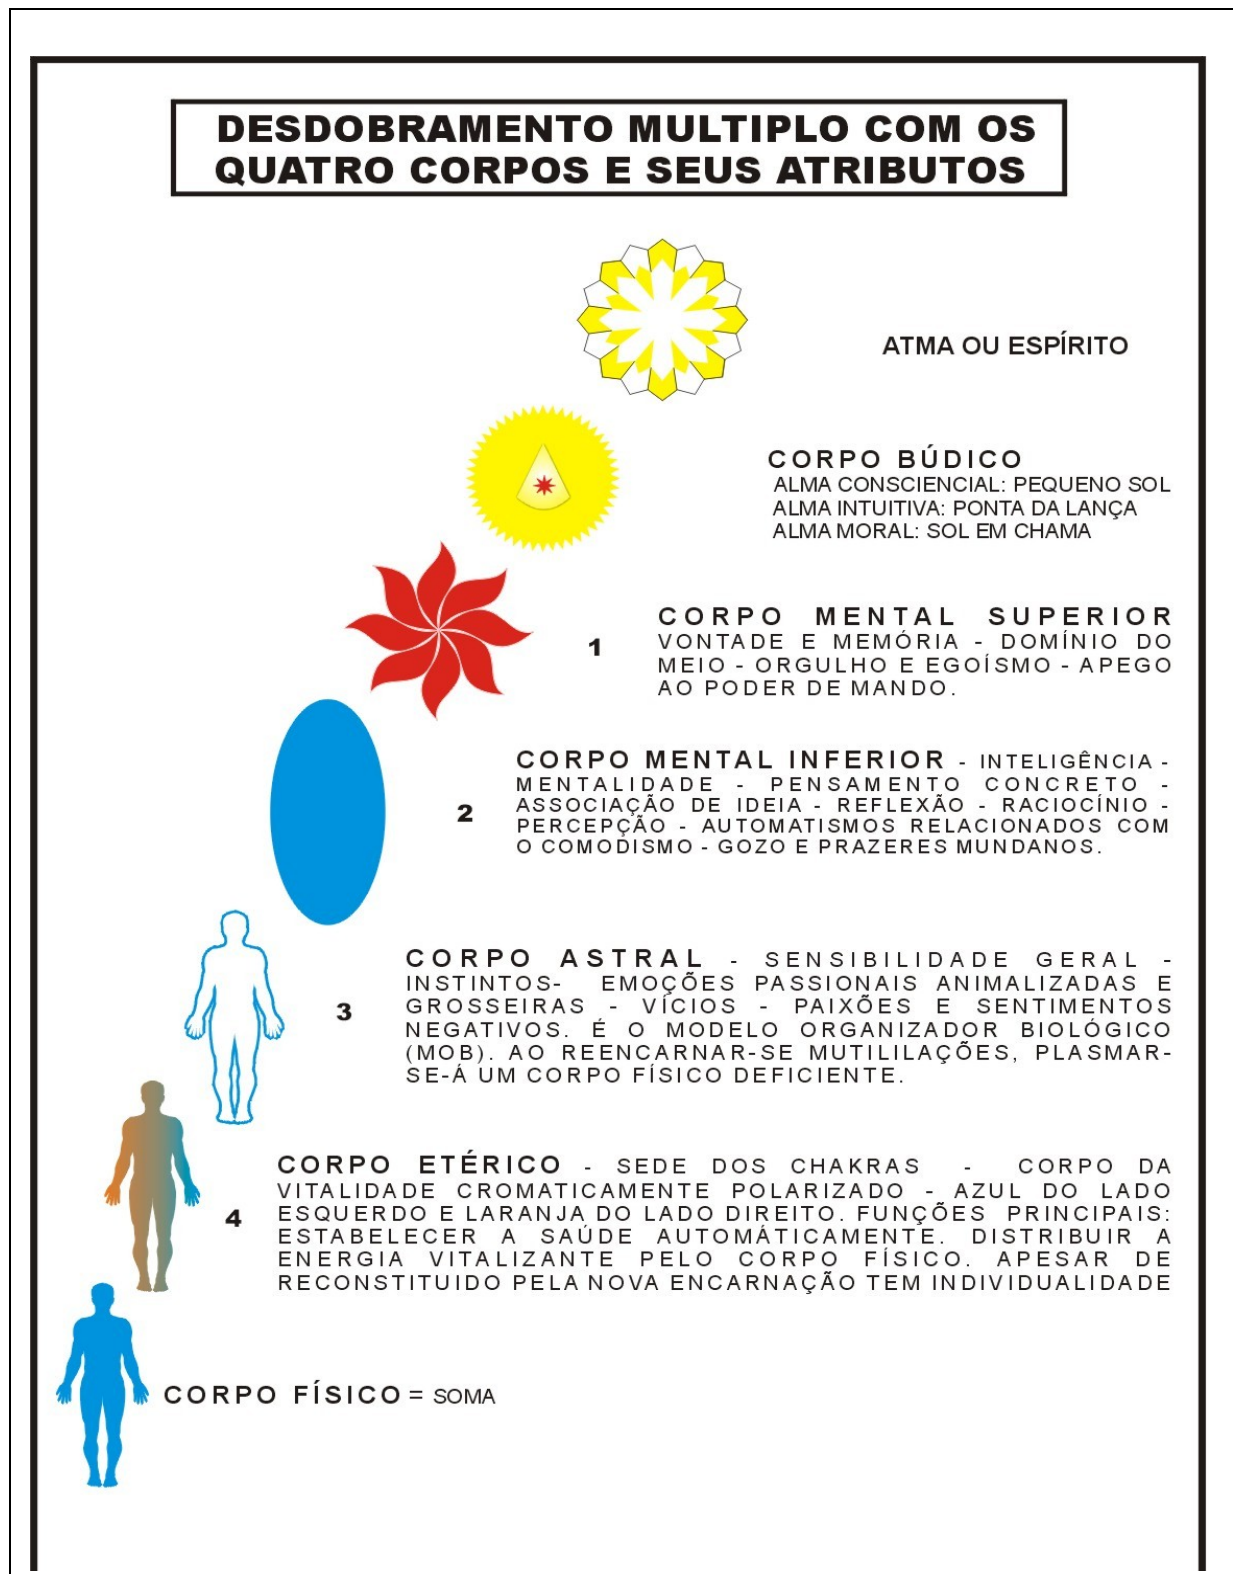 DESDOBRAMENTO MULTIPLO COM OS
QUATRO CORPOS E SEUS ATRIBUTOS
ATMA OU ESPÍRITO
CORPO BÚDICO
ALMA CONSCIENCIAL: PEQUENO SOL
ALMA INTUITIVA: PONTA DA LANÇA
ALMA MORAL: SOL EM CHAMA
1
CORPO MENTAL SUPERIOR
VONTADE E MEMÓRIA - DOMÍNIO DO
MEIO - ORGULHO E EGOÍSMO - APEGO
AO PODER DE MANDO.
2
CORPO MENTAL INFERIOR - INTELIGÊNCIA -
MENTALIDADE - PENSAMENTO CONCRETO -
ASSOCIAÇÃO DE IDEIA - REFLEXÃO - RACIOCÍNIO -
PERCEPÇÃO - AUTOMATISMOS RELACIONADOS COM
O COMODISMO - GOZO E PRAZERES MUNDANOS.
3
CORPO ASTRAL - SENSIBILIDADE GERAL -
INSTINTOS- EMOÇÕES PASSIONAIS ANIMALIZADAS E
GROSSEIRAS - VÍCIOS - PAIXÕES E SENTIMENTOS
NEGATIVOS. É O MODELO ORGANIZADOR BIOLÓGICO
(MOB). AO REENCARNAR-SE MUTILILAÇÕES, PLASMAR-
SE-Á UM CORPO FÍSICO DEFICIENTE.
4
CORPO ETÉRICO - SEDE DOS CHAKRAS - CORPO DA
VITALIDADE CROMATICAMENTE POLARIZADO - AZUL DO LADO
ESQUERDO E LARANJA DO LADO DIREITO. FUNÇÕES PRINCIPAIS:
ESTABELECER A SAÚDE AUTOMÁTICAMENTE. DISTRIBUIR A
ENERGIA VITALIZANTE PELO CORPO FÍSICO. APESAR DE
RECONSTITUIDO PELA NOVA ENCARNAÇÃO TEM INDIVIDUALIDADE
CORPO FÍSICO = SOMA